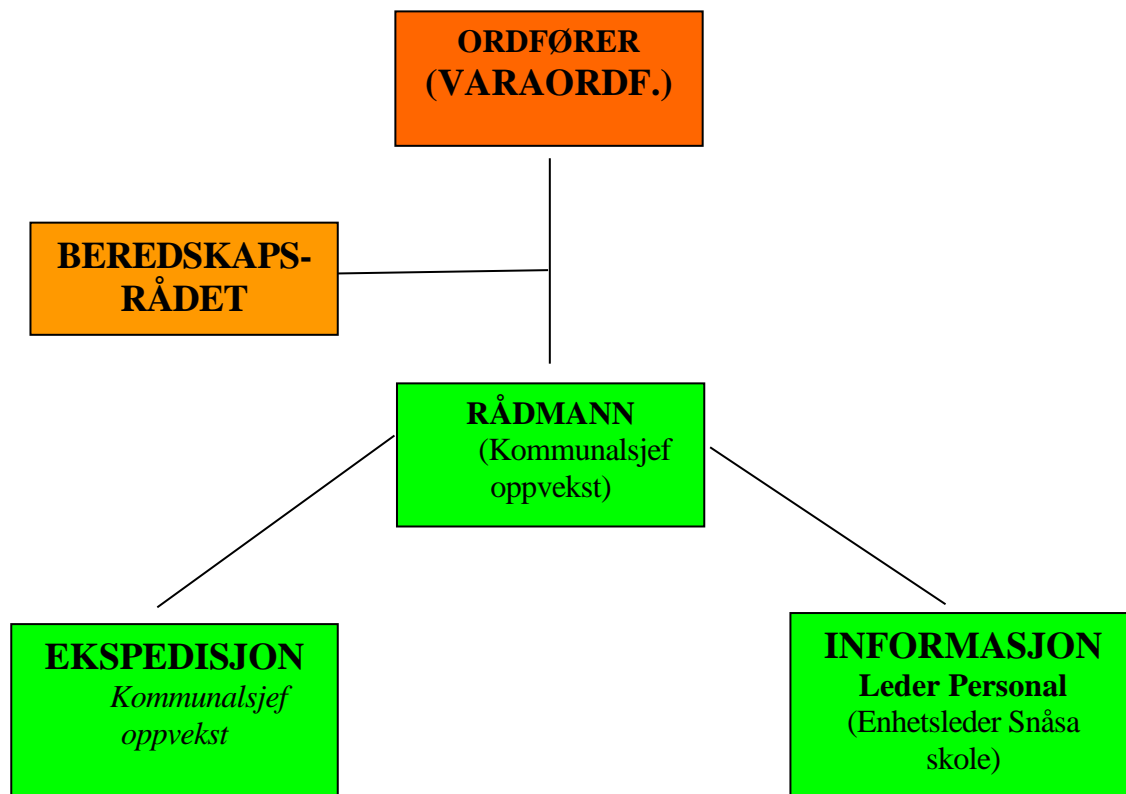 ORDFØRER
(VARAORDF.)
BEREDSKAPS-
RÅDET
RÅDMANN
(Kommunalsjef
oppvekst)
EKSPEDISJON
Kommunalsjef
oppvekst
INFORMASJON
Leder Personal
(Enhetsleder Snåsa
skole)